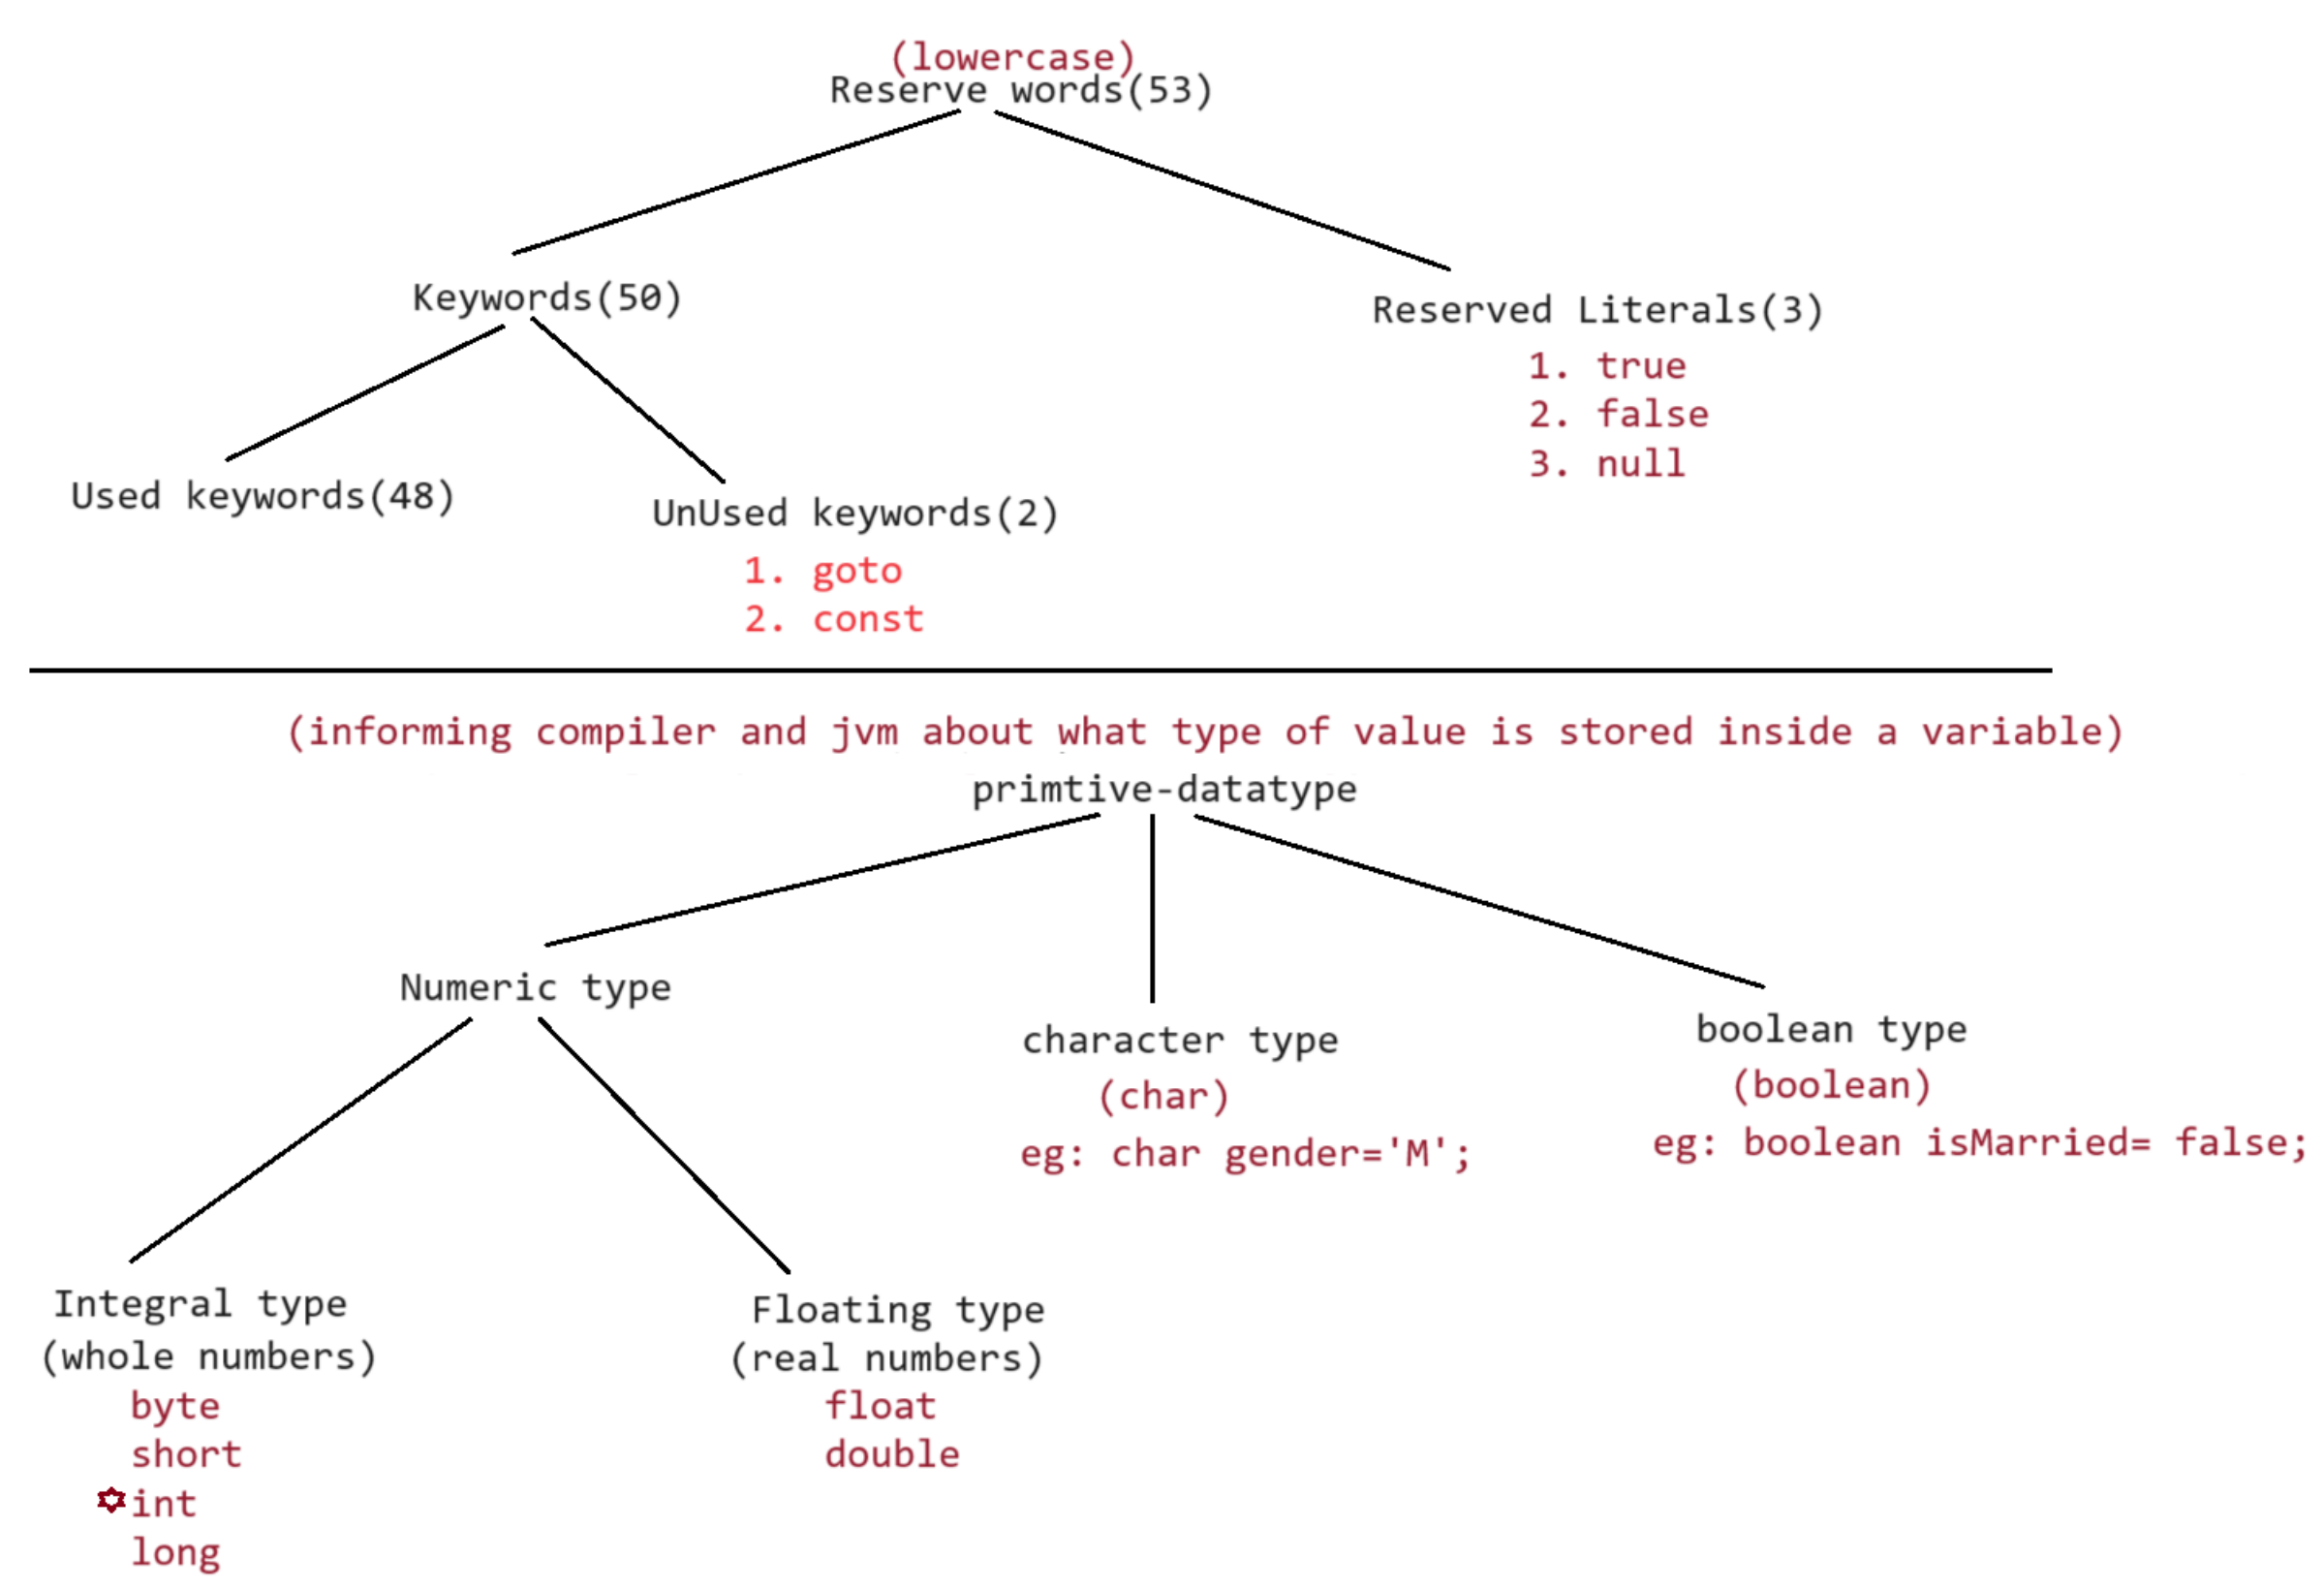 (lowercase)
Reserve words(53)
Keywords(50)
Reserved Literals(3)
1. true
2. false
3. null
Used keywords(48)
UnUsed keywords(2)
1. goto
2. const
(informing compiler and jvm about what type of value is stored inside a variable)
primtive-datatype
Numeric type
character type
(char)
eg: char gender='M';
boolean type
(boolean)
eg: boolean isMarried= false;
Integral type
(whole numbers)
byte
short
int
long
Floating type
(real numbers)
float
double